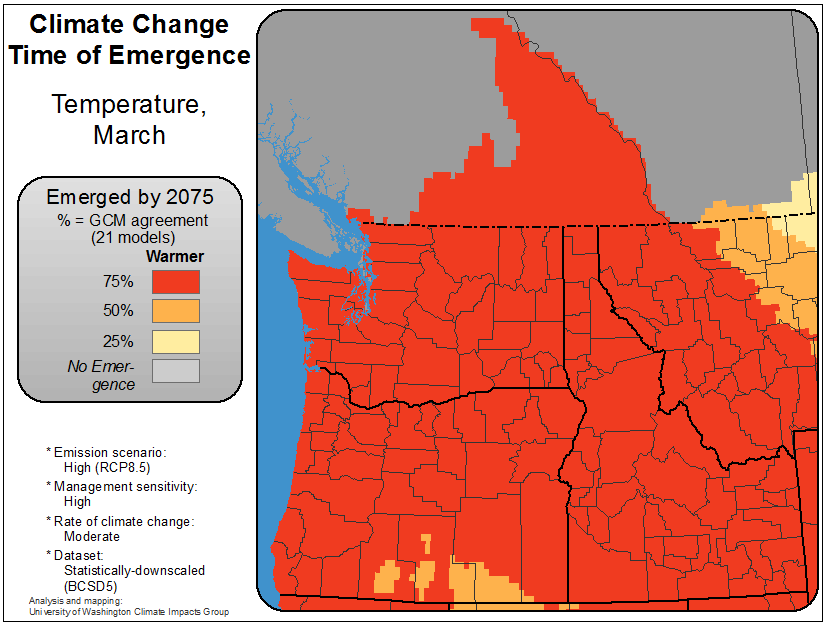 Climate Change
Time of Emergence
Temperature,
March
Emerged by 2075
% = GCM agreement
(21 models)
Warmer
75%
50%
25%
No Emer-
gence
* Emission scenario:
High (RCP8.5)
* Management sensitivity:
High
* Rate of climate change:
Moderate
* Dataset:
Statistically-downscaled
(BCSD5)
Analysis and mapping:
University of Washington Climate Impacts Group